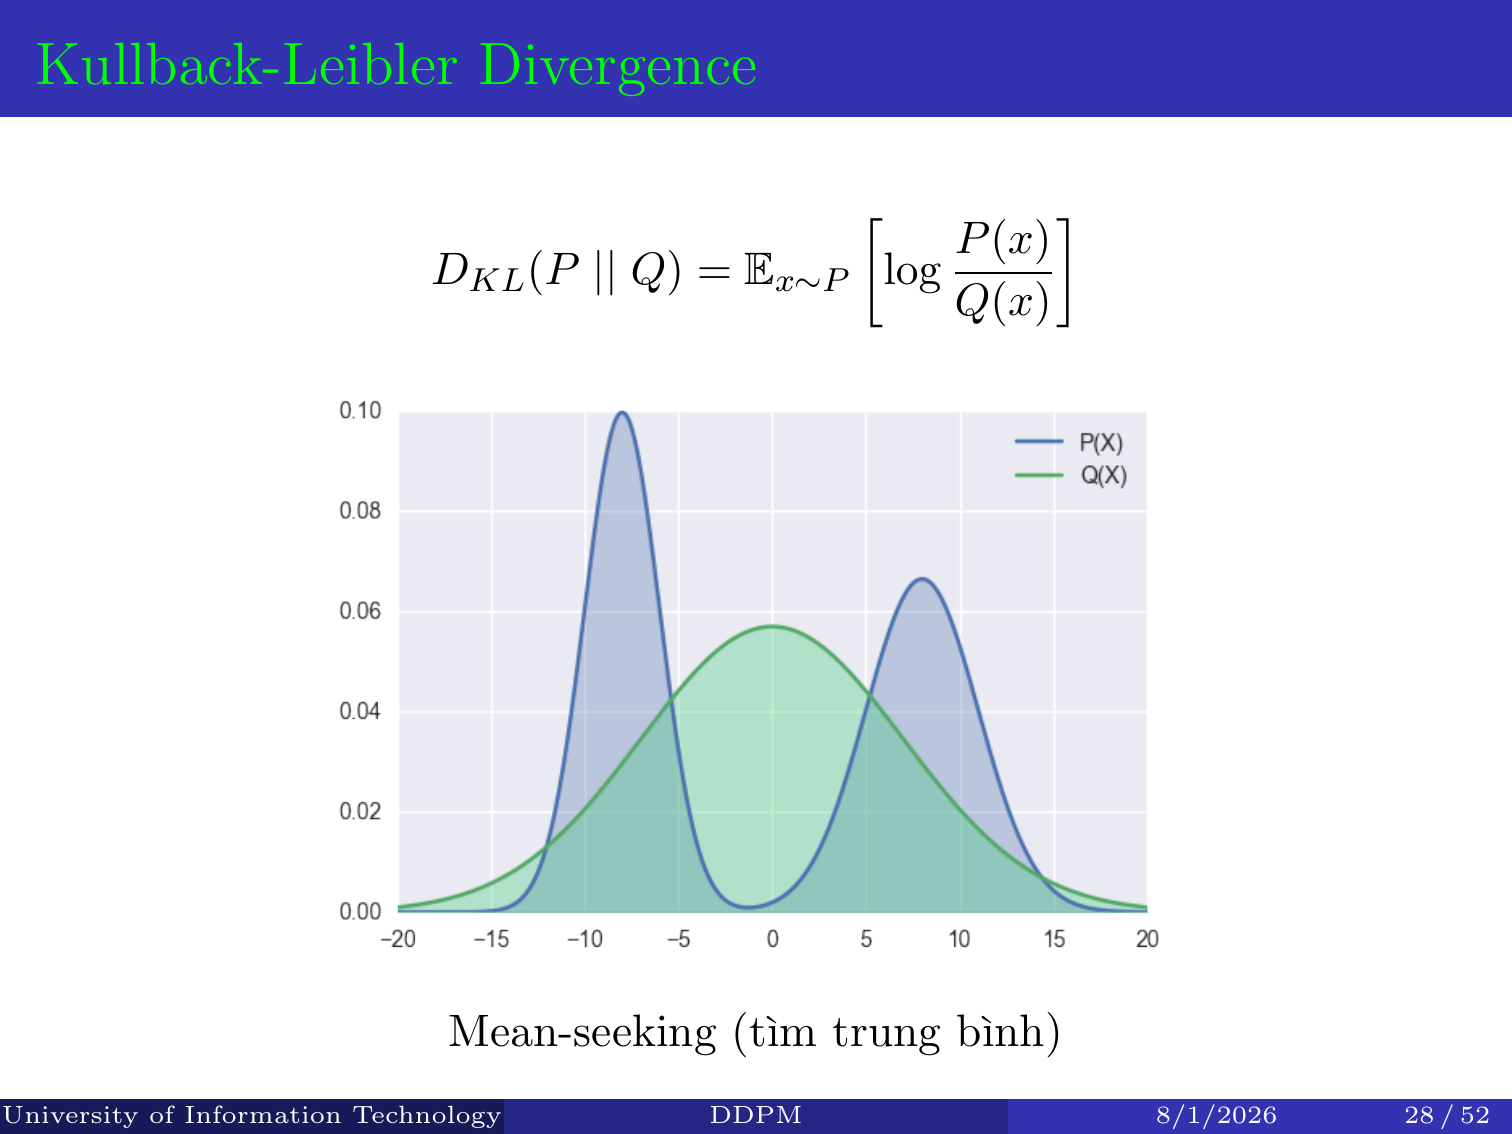 Kullback-Leibler Divergence
D_{KL}(P || Q) = 𝔼_{x∼P} [log P(x)/Q(x)]
0.10
0.08
0.06
0.04
0.02
0.00
P(X)
Q(X)
−20 −15 −10 −5 0 5 10 15 20
Mean-seeking (tìm trung bình)
University of Information Technology DDPM 8/1/2026 28 / 52